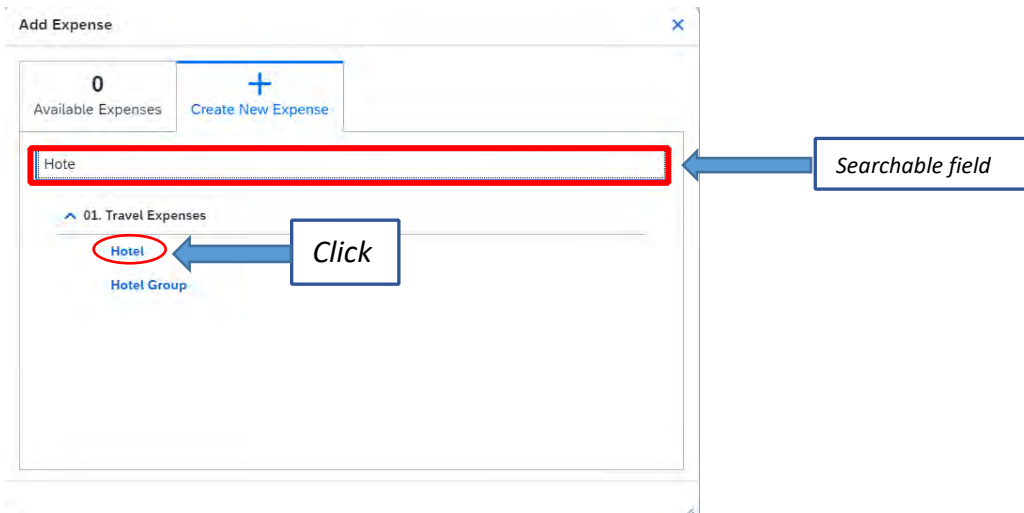 Add Expense
0
Available Expenses
Create New Expense
Hote
Searchable field
01. Travel Expenses
Hotel
Click
Hotel Group